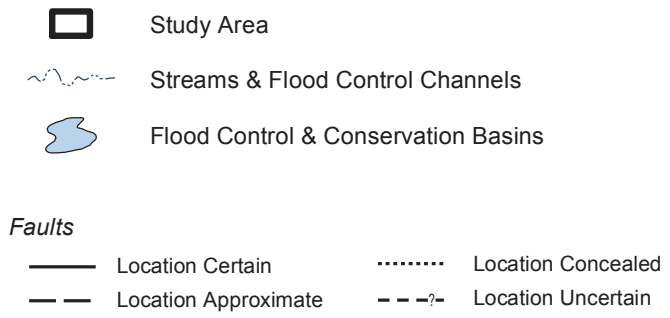 Study Area
Streams & Flood Control Channels
Flood Control & Conservation Basins
Faults
Location Certain
Location Concealed
Location Approximate
? Location Uncertain